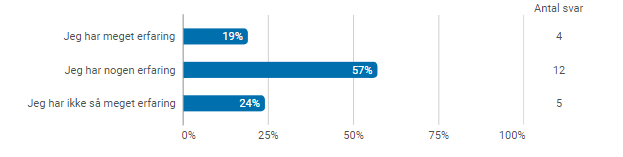 Antal svar
Jeg har meget erfaring 19% 4
Jeg har nogen erfaring 57% 12
Jeg har ikke så meget erfaring 24% 5
0% 25% 50% 75% 100%